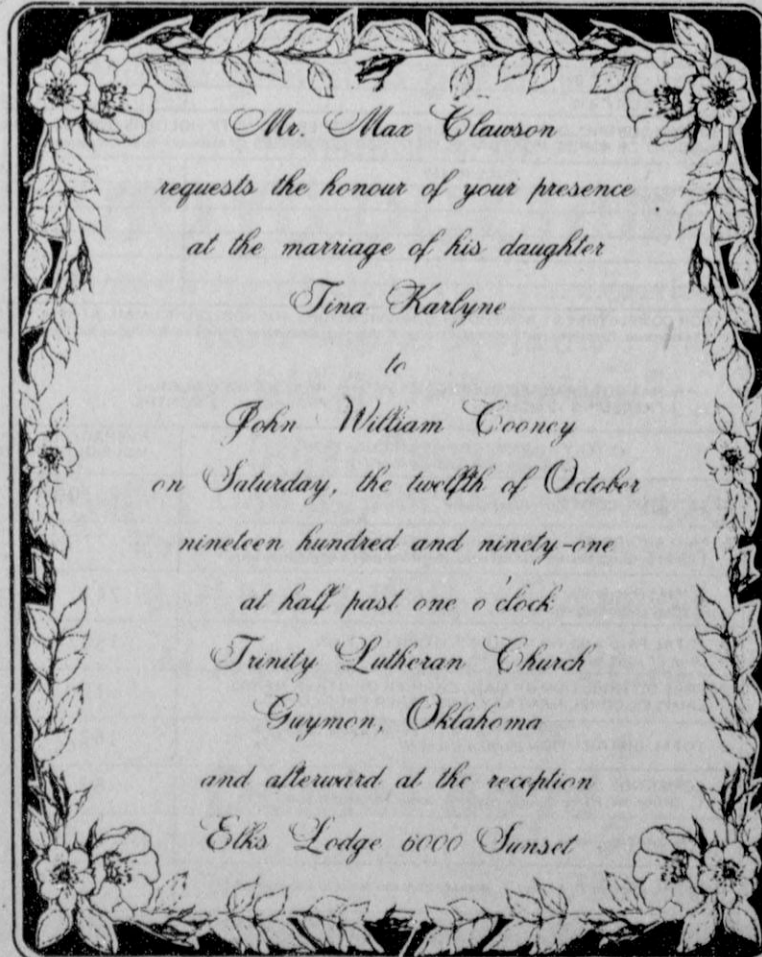 Mr. Max Clawson
requests the honour of your presence
at the marriage of his daughter
Tina Karlyne
to
John William Cooney
on Saturday, the twelfth of October
nineteen hundred and ninety-one
at half past one o'clock
Trinity Lutheran Church
Guymon, Oklahoma
and afterward at the reception
Elks Lodge 6000 Sunset